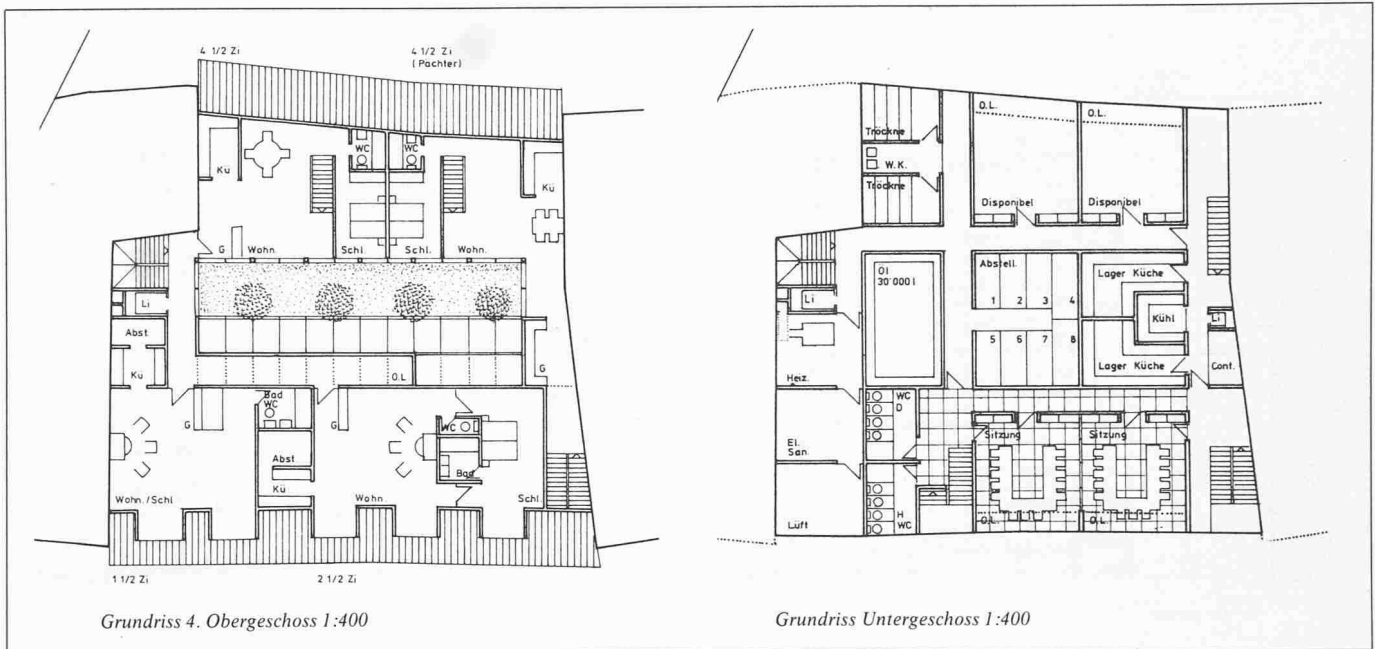 4 1/2 Zi
4 1/2 Zi
(Pächter)
WC
WC
Kü
Kü
G
Wohn.
Schl.
Schl.
Wohn.
Li
Abst.
Kü
G
O.L
Bad
WC
G
G
WC
Abst
Kü
Bad
Wohn./Schl
Wohn.
Schl.
1 1/2 Zi
2 1/2 Zi
Grundriss 4. Obergeschoss 1:400
O.L.
O.L.
Tröckne
W.K.
Tröckne
Disponibel
Disponibel
Öl
30'000 l
Abstell.
Lager Küche
Li
1 2 3 4
Kühl
Li
5 6 7 8
Heiz.
Lager Küche
Cont.
WC
D
El.
San.
Sitzung
Sitzung
Lüft
H
WC
O.L.
O.L.
Grundriss Untergeschoss 1:400